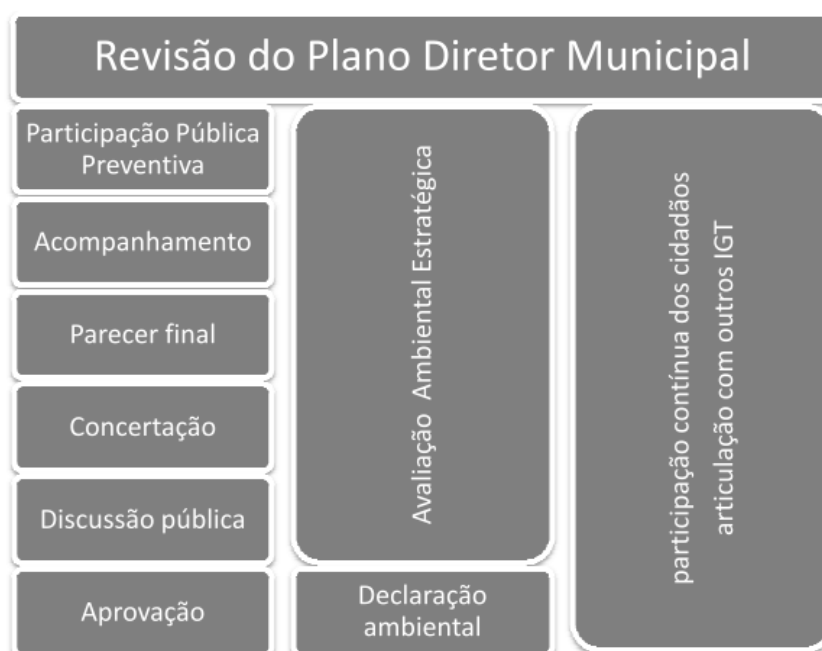 Revisão do Plano Diretor Municipal
Participação Pública
Preventiva
Acompanhamento
Parecer final
Concertação
Discussão pública
Aprovação
Avaliação Ambiental Estratégica
Declaração
ambiental
participação contínua dos cidadãos
articulação com outros IGT